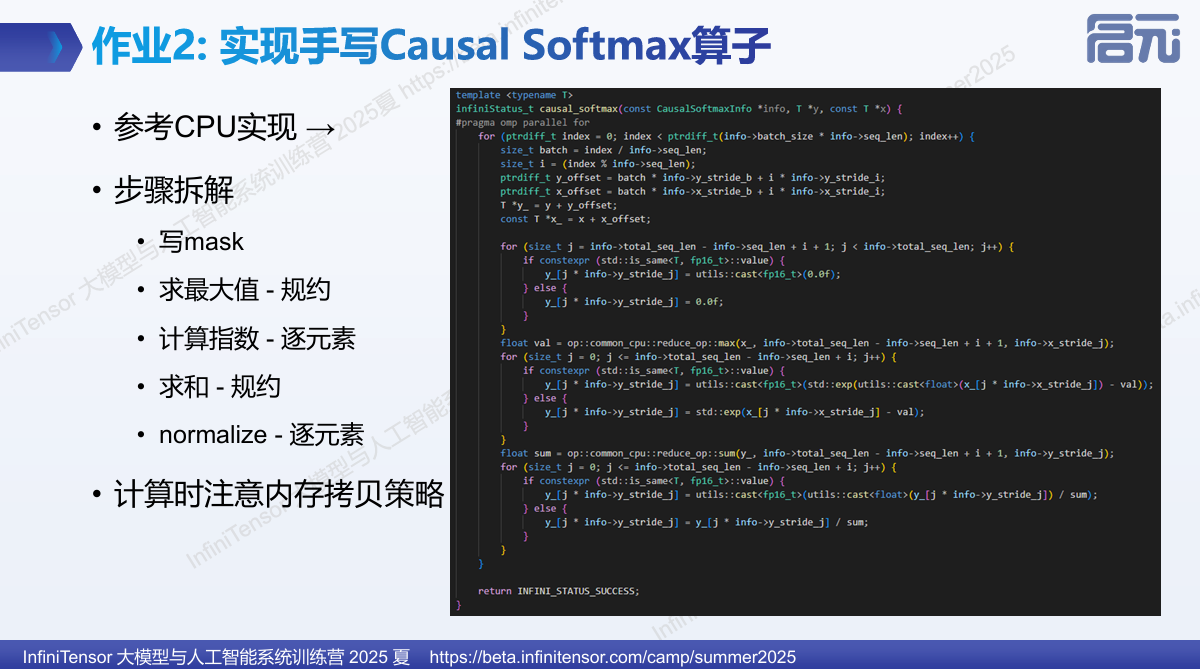 作业2: 实现手写Causal Softmax算子
启元
• 参考CPU实现 →
• 步骤拆解
• 写mask
• 求最大值 - 规约
• 计算指数 - 逐元素
• 求和 - 规约
• normalize - 逐元素
• 计算时注意内存拷贝策略
template <typename T>
infiniStatus_t causal_softmax(const CausalSoftmaxInfo *info, T *y, const T *x) {
#pragma omp parallel for
    for (ptrdiff_t index = 0; index < ptrdiff_t(info->batch_size * info->seq_len); index++) {
        size_t batch = index / info->seq_len;
        size_t i = (index % info->seq_len);
        ptrdiff_t y_offset = batch * info->y_stride_b + i * info->y_stride_i;
        ptrdiff_t x_offset = batch * info->x_stride_b + i * info->x_stride_i;
        T *y_ = y + y_offset;
        const T *x_ = x + x_offset;
        for (size_t j = info->total_seq_len - info->seq_len + i + 1; j < info->total_seq_len; j++) {
            if constexpr (std::is_same<T, fp16_t>::value) {
                y_[j * info->y_stride_j] = utils::cast<fp16_t>(0.0f);
            } else {
                y_[j * info->y_stride_j] = 0.0f;
            }
        }
        float val = op::common_cpu::reduce_op::max(x_, info->total_seq_len - info->seq_len + i + 1, info->x_stride_j);
        for (size_t j = 0; j <= info->total_seq_len - info->seq_len + i; j++) {
            if constexpr (std::is_same<T, fp16_t>::value) {
                y_[j * info->y_stride_j] = utils::cast<fp16_t>(std::exp(utils::cast<float>(x_[j * info->x_stride_j]) - val));
            } else {
                y_[j * info->y_stride_j] = std::exp(x_[j * info->x_stride_j] - val);
            }
        }
        float sum = op::common_cpu::reduce_op::sum(y_, info->total_seq_len - info->seq_len + i + 1, info->y_stride_j);
        for (size_t j = 0; j <= info->total_seq_len - info->seq_len + i; j++) {
            if constexpr (std::is_same<T, fp16_t>::value) {
                y_[j * info->y_stride_j] = utils::cast<fp16_t>(utils::cast<float>(y_[j * info->y_stride_j]) / sum);
            } else {
                y_[j * info->y_stride_j] = y_[j * info->y_stride_j] / sum;
            }
        }
    }
    return INFINI_STATUS_SUCCESS;
}
InfiniTensor 大模型与人工智能系统训练营 2025 夏 https://beta.infinitensor.com/camp/summer2025